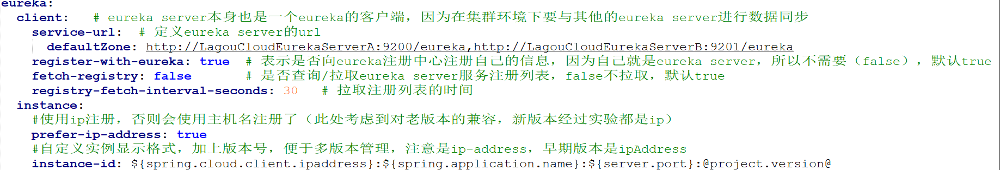 eureka:
client: # eureka server本身也是一个eureka的客户端，因为在集群环境下要与其他的eureka server进行数据同步
service-url: # 定义eureka server的url
defaultZone: http://LagouCloudEurekaServerA:9200/eureka,http://LagouCloudEurekaServerB:9201/eureka
register-with-eureka: true # 表示是否向eureka注册中心注册自己的信息，因为自己就是eureka server，所以不需要（false），默认true
fetch-registry: false # 是否查询/拉取eureka server服务注册列表，false不拉取，默认true
registry-fetch-interval-seconds: 30 # 拉取注册列表的时间
instance:
#使用ip注册，否则会使用主机名注册了（此处考虑到对老版本的兼容，新版本经过实验都是ip）
prefer-ip-address: true
#自定义实例显示格式，加上版本号，便于多版本管理，注意是ip-address，早期版本是ipAddress
instance-id: ${spring.cloud.client.ipaddress}:${spring.application.name}:${server.port}:@project.version@